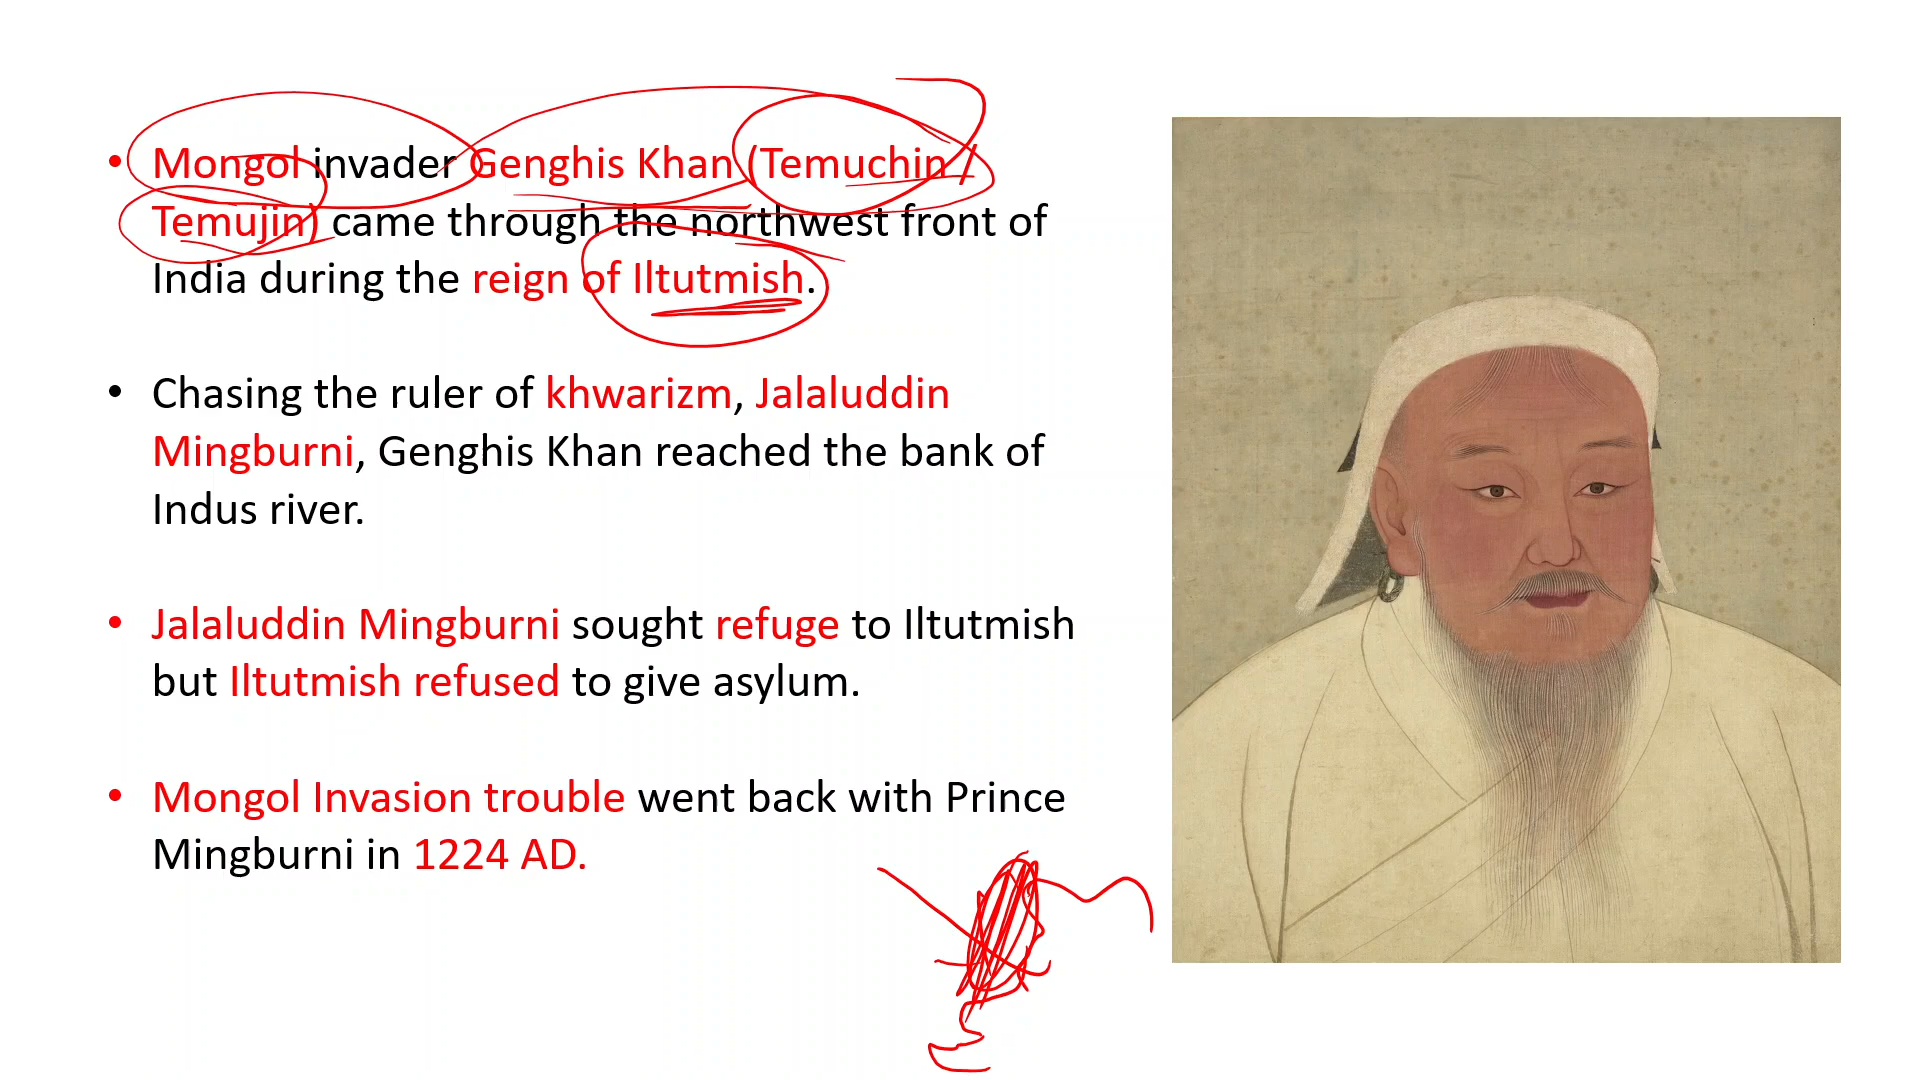 • Mongol invader Genghis Khan (Temuchin /
Temujin) came through the northwest front of
India during the reign of Iltutmish.
• Chasing the ruler of khwarizm, Jalaluddin
Mingburni, Genghis Khan reached the bank of
Indus river.
• Jalaluddin Mingburni sought refuge to Iltutmish
but Iltutmish refused to give asylum.
• Mongol Invasion trouble went back with Prince
Mingburni in 1224 AD.